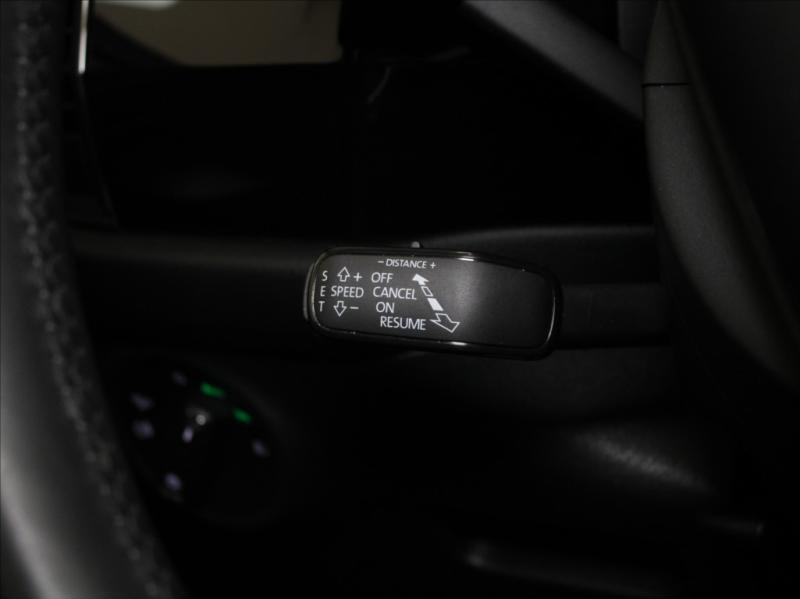 - DISTANCE +
S + OFF
E SPEED CANCEL
T - ON
RESUME